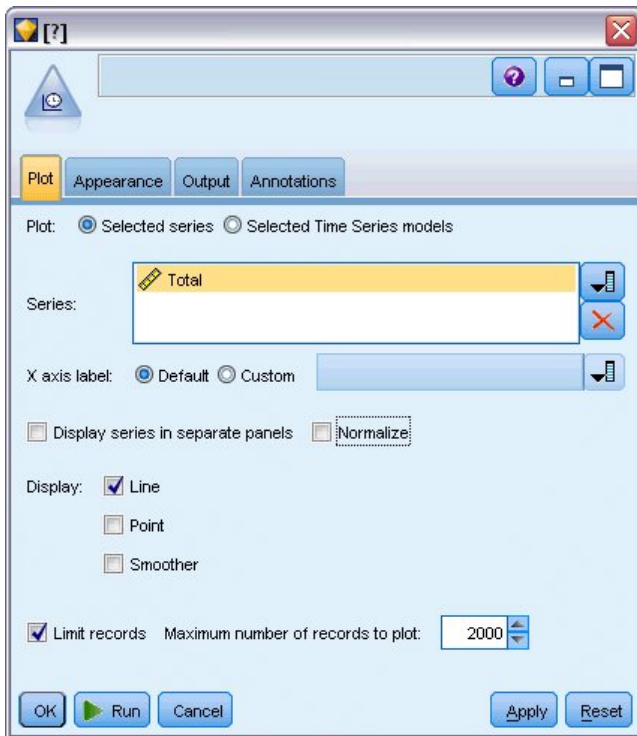 [?]
Plot Appearance Output Annotations
Plot: Selected series Selected Time Series models
Total
Series:
X axis label: Default Custom
Display series in separate panels Normalize
Display: Line
Point
Smoother
Limit records Maximum number of records to plot: 2000
OK Run Cancel Apply Reset